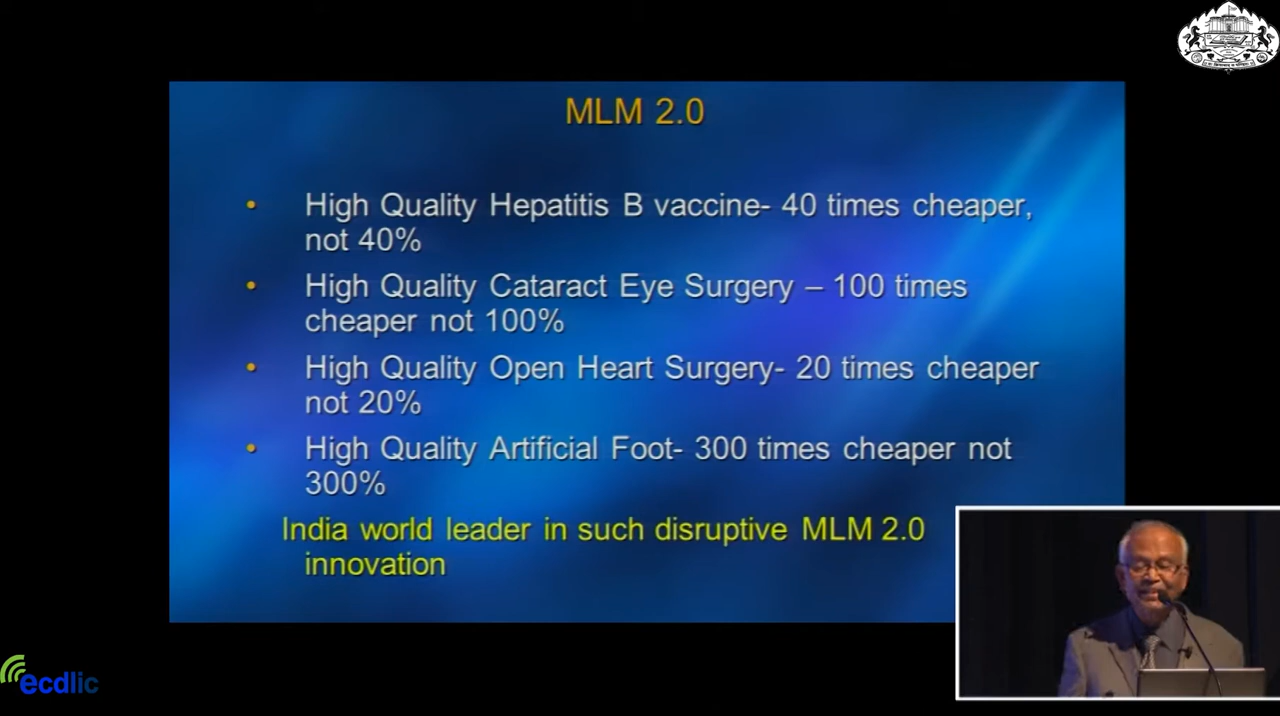 MLM 2.0
• High Quality Hepatitis B vaccine- 40 times cheaper,
not 40%
• High Quality Cataract Eye Surgery – 100 times
cheaper not 100%
• High Quality Open Heart Surgery- 20 times cheaper
not 20%
• High Quality Artificial Foot- 300 times cheaper not
300%
India world leader in such disruptive MLM 2.0
innovation
ecdlic